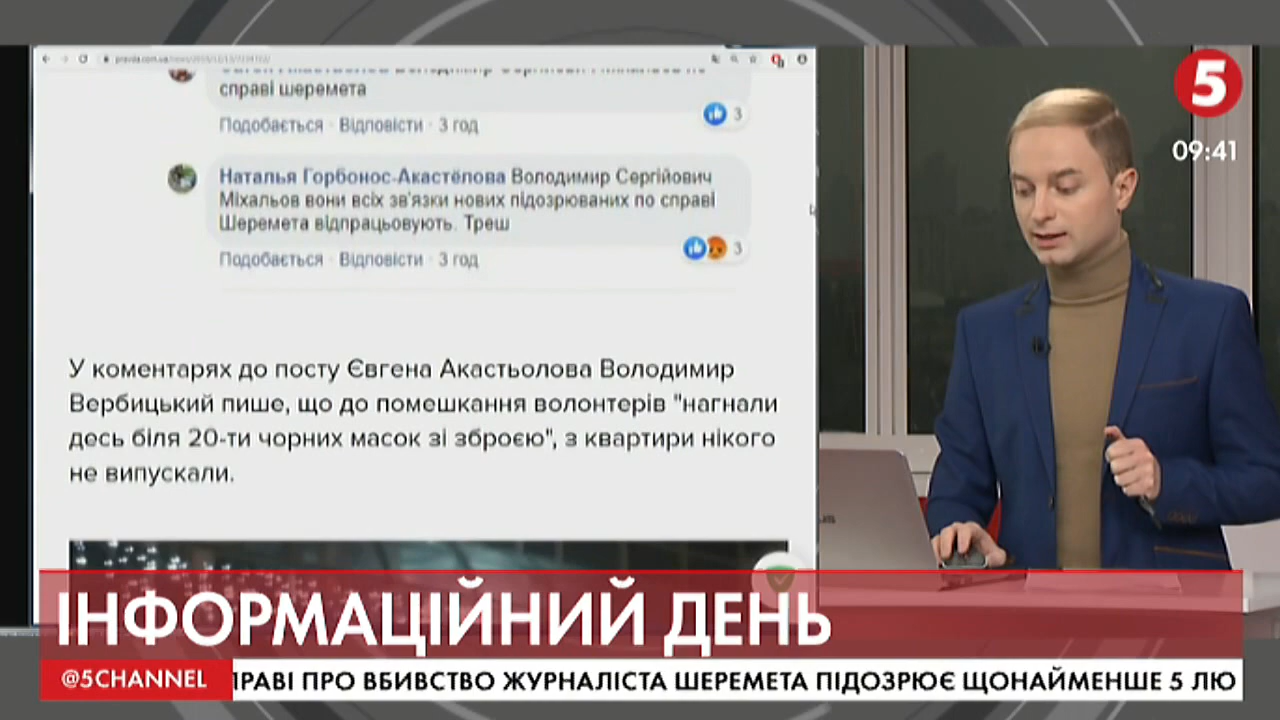 справі шеремета
Подобається · Відповісти · 3 год
3
Наталья Горбонос-Акастёлова Володимир Сергійович
Міхальов вони всіх зв'язки нових підозрюваних по справі
Шеремета відпрацьовують. Треш
3
Подобається · Відповісти · 3 год
У коментарях до посту Євгена Акастьолова Володимир
Вербицький пише, що до помешкання волонтерів "нагнали
десь біля 20-ти чорних масок зі зброєю", з квартири нікого
не випускали.
5
09:41
ІНФОРМАЦІЙНИЙ ДЕНЬ
@5CHANNEL
ПРАВІ ПРО ВБИВСТВО ЖУРНАЛІСТА ШЕРЕМЕТА ПІДОЗРЮЄ ЩОНАЙМЕНШЕ 5 ЛЮ